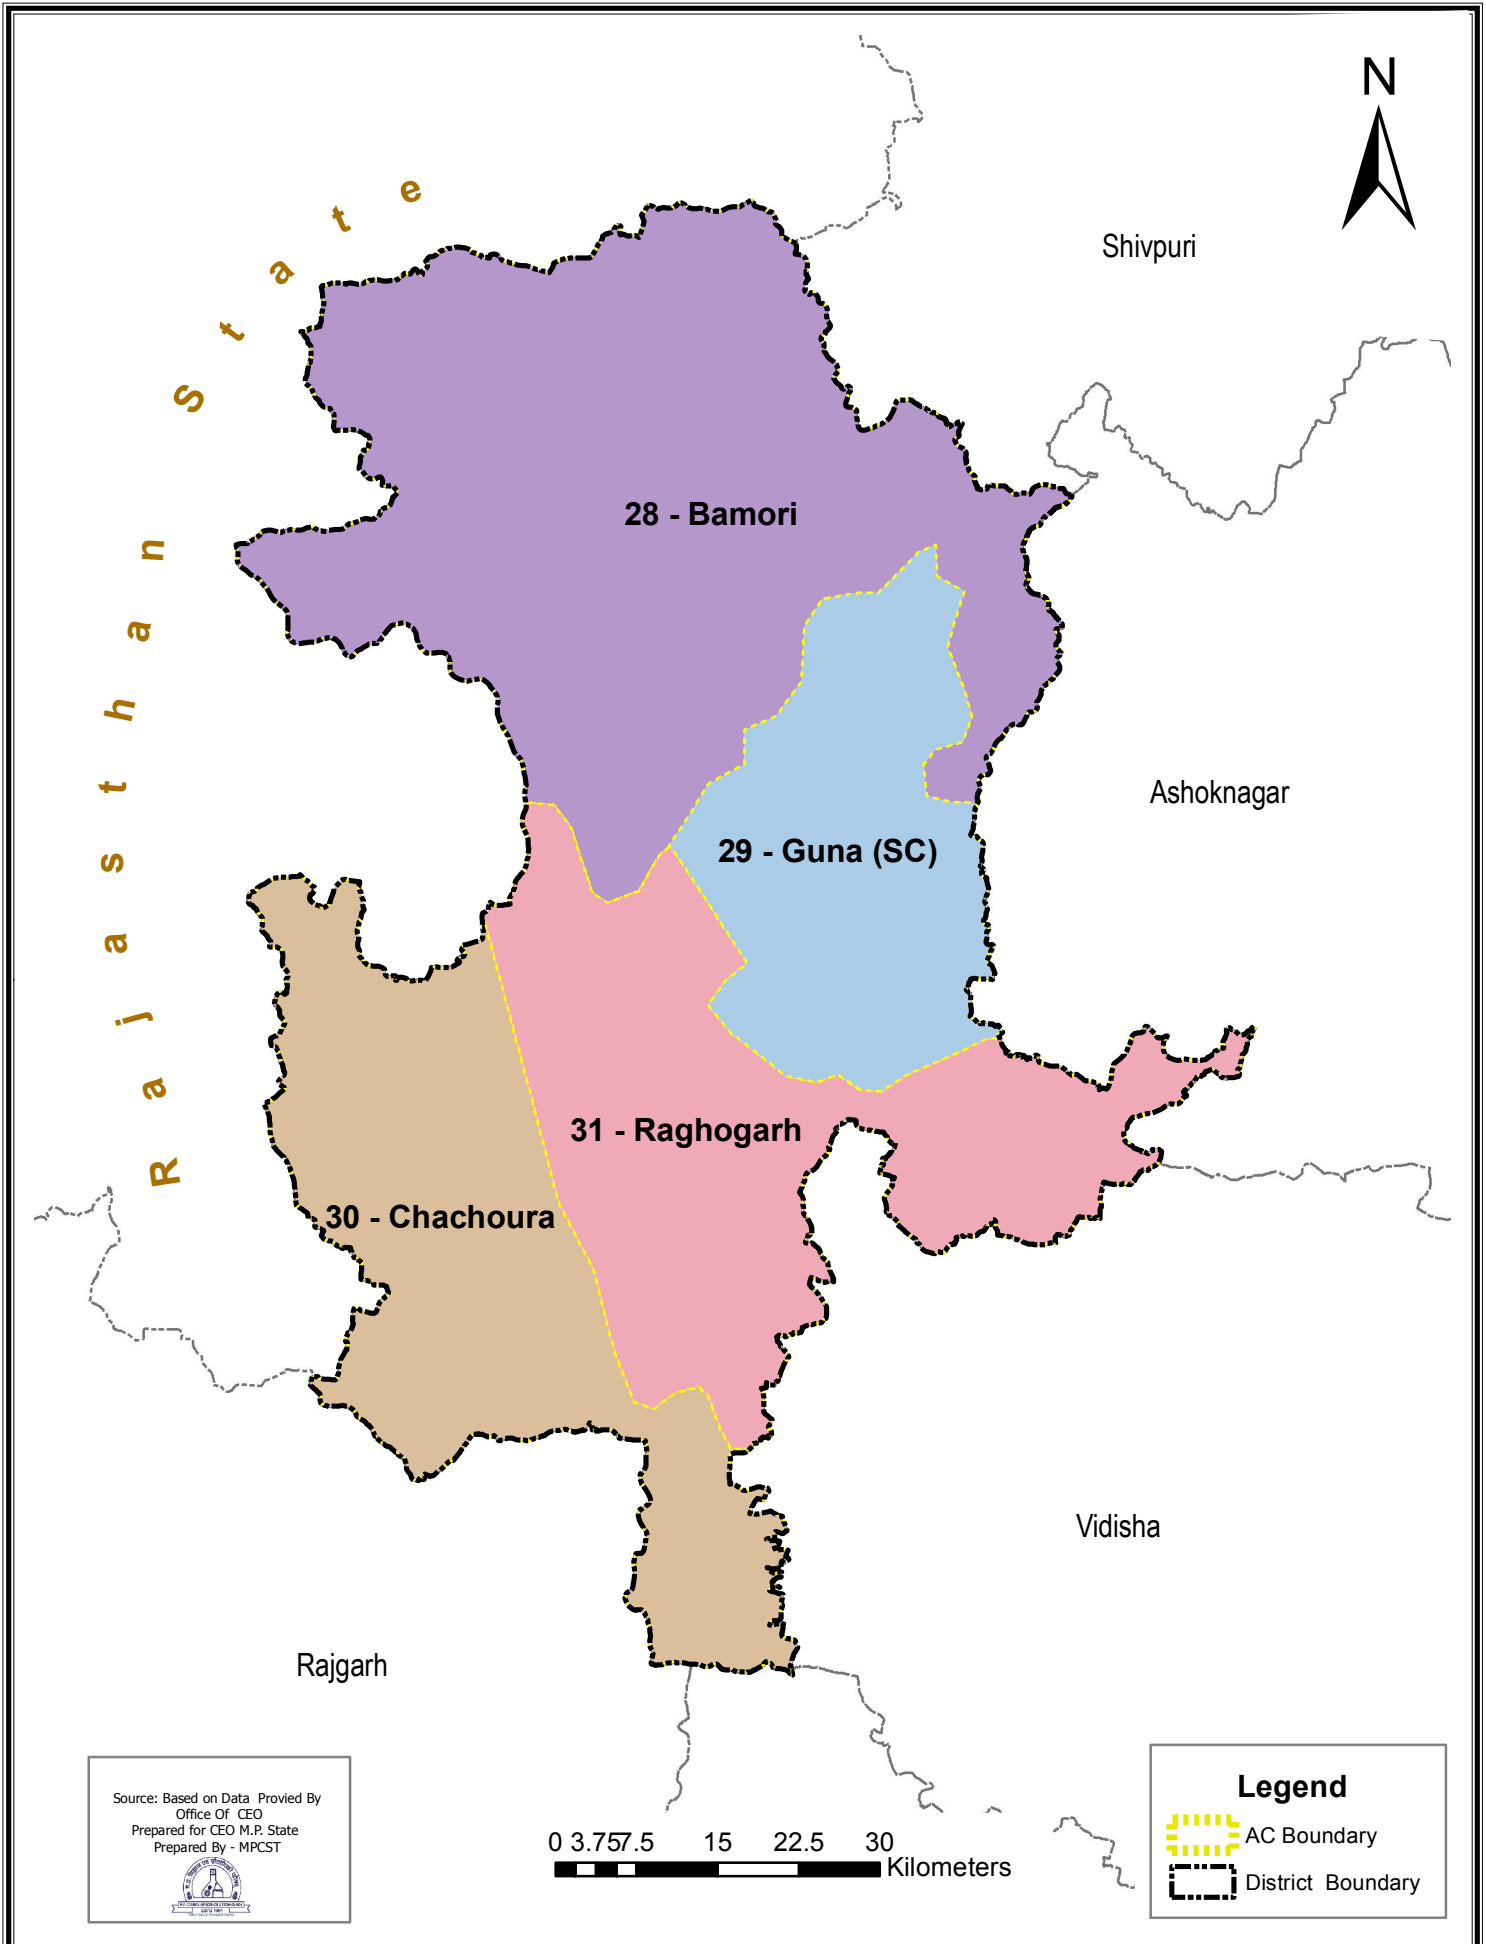 N
Rajasthan State
Shivpuri
28 - Bamori
Ashoknagar
29 - Guna (SC)
31 - Raghogarh
30 - Chachoura
Vidisha
Rajgarh
Source: Based on Data Provied By
Office Of CEO
Prepared for CEO M.P. State
Prepared By - MPCST
0 3.757.5 15 22.5 30
Kilometers
Legend
AC Boundary
District Boundary